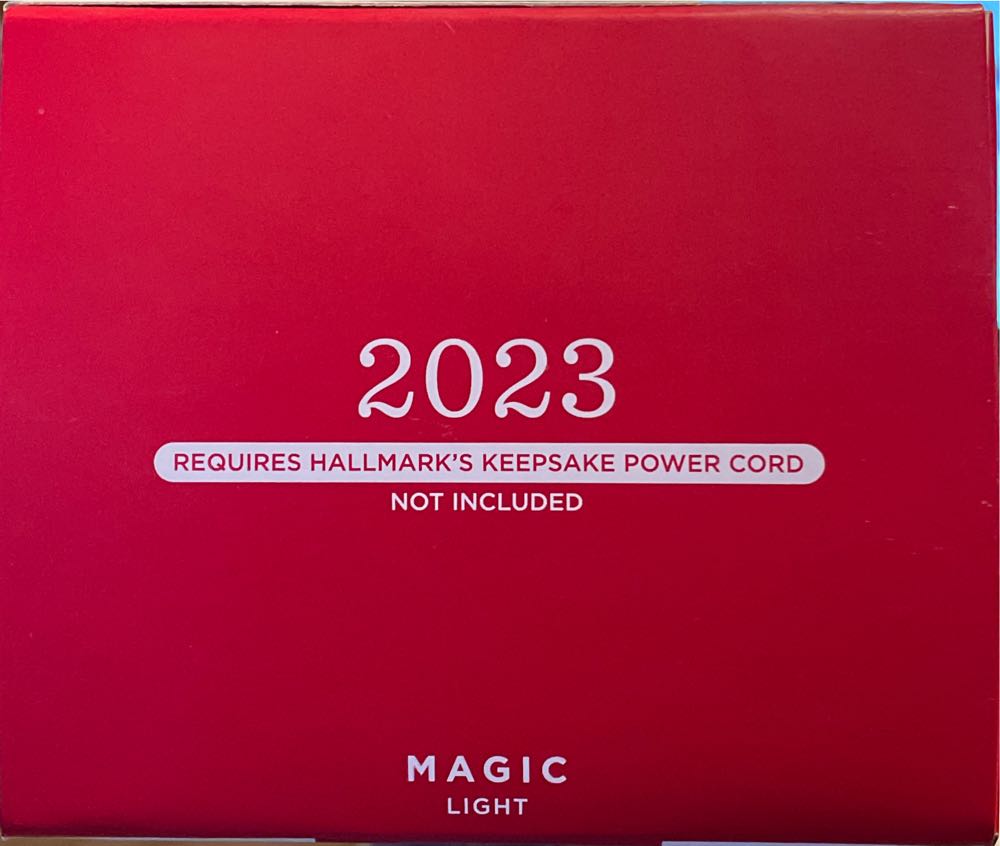 2023
REQUIRES HALLMARK'S KEEPSAKE POWER CORD
NOT INCLUDED
MAGIC
LIGHT